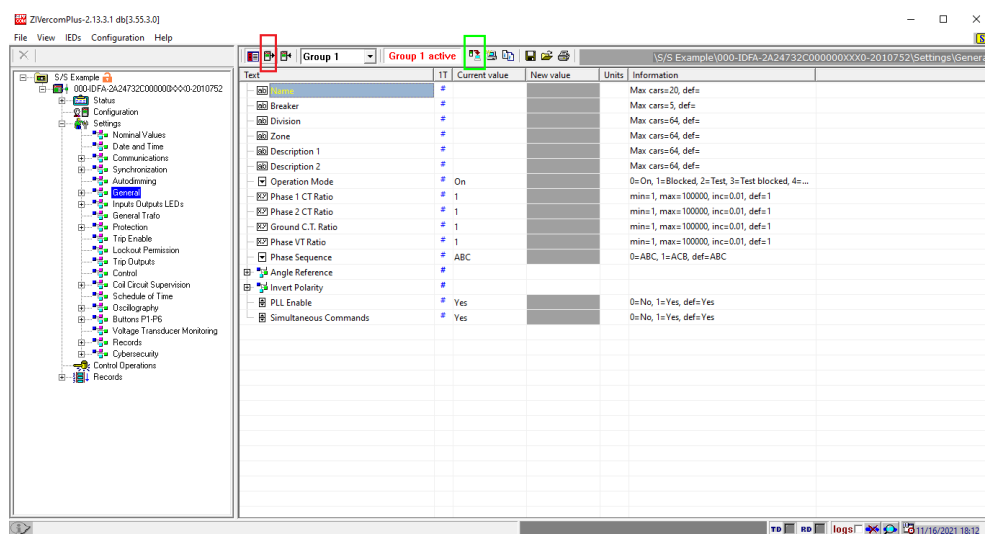 ZIVercomPlus-2.13.3.1 db[3.55.3.0]
File View IEDs Configuration Help
Group 1 Group 1 active \S/S Example\000-IDFA-2A24732C000000XXX0-2010752\Settings\Genera
S/S Example
000-IDFA-2A24732C000000XXX0-2010752
Status
Configuration
Settings
Nominal Values
Date and Time
Communications
Synchronization
Autodimming
General
Inputs Outputs LEDs
General Trafo
Protection
Trip Enable
Lockout Permission
Trip Outputs
Control
Coil Circuit Supervision
Schedule of Time
Oscillography
Buttons P1-P6
Voltage Transducer Monitoring
Records
Cybersecurity
Control Operations
Records
Text 1T Current value New value Units Information
Name # Max cars=20, def=
Breaker # Max cars=5, def=
Division # Max cars=64, def=
Zone # Max cars=64, def=
Description 1 # Max cars=64, def=
Description 2 # Max cars=64, def=
Operation Mode # On 0=On, 1=Blocked, 2=Test, 3=Test blocked, 4=...
Phase 1 CT Ratio # 1 min=1, max=100000, inc=0.01, def=1
Phase 2 CT Ratio # 1 min=1, max=100000, inc=0.01, def=1
Ground C.T. Ratio # 1 min=1, max=100000, inc=0.01, def=1
Phase VT Ratio # 1 min=1, max=100000, inc=0.01, def=1
Phase Sequence # ABC 0=ABC, 1=ACB, def=ABC
Angle Reference #
Invert Polarity #
PLL Enable # Yes 0=No, 1=Yes, def=Yes
Simultaneous Commands # Yes 0=No, 1=Yes, def=Yes
TD RD logs 11/16/2021 18:12